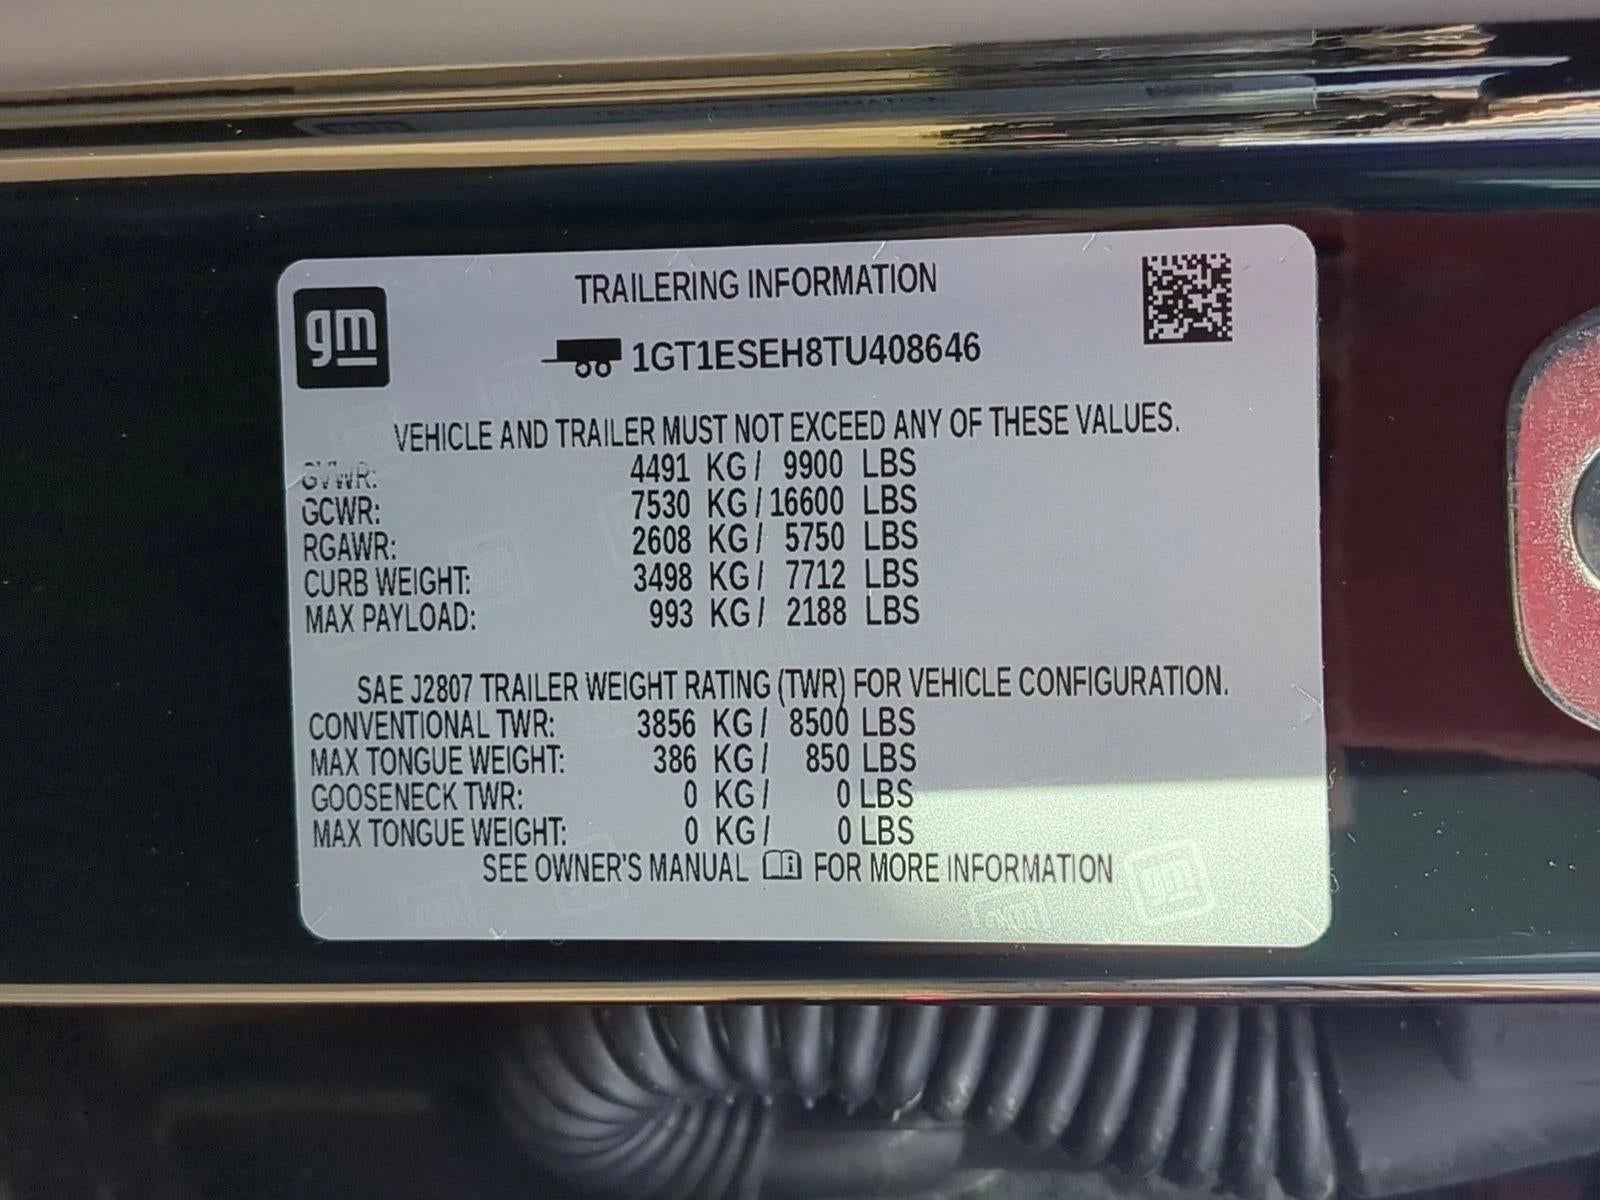 gm
TRAILERING INFORMATION
1GT1ESEH8TU408646
VEHICLE AND TRAILER MUST NOT EXCEED ANY OF THESE VALUES.
GVWR: 4491 KG / 9900 LBS
GCWR: 7530 KG / 16600 LBS
RGAWR: 2608 KG / 5750 LBS
CURB WEIGHT: 3498 KG / 7712 LBS
MAX PAYLOAD: 993 KG / 2188 LBS
SAE J2807 TRAILER WEIGHT RATING (TWR) FOR VEHICLE CONFIGURATION.
CONVENTIONAL TWR: 3856 KG / 8500 LBS
MAX TONGUE WEIGHT: 386 KG / 850 LBS
GOOSENECK TWR: 0 KG / 0 LBS
MAX TONGUE WEIGHT: 0 KG / 0 LBS
SEE OWNER'S MANUAL FOR MORE INFORMATION
gm